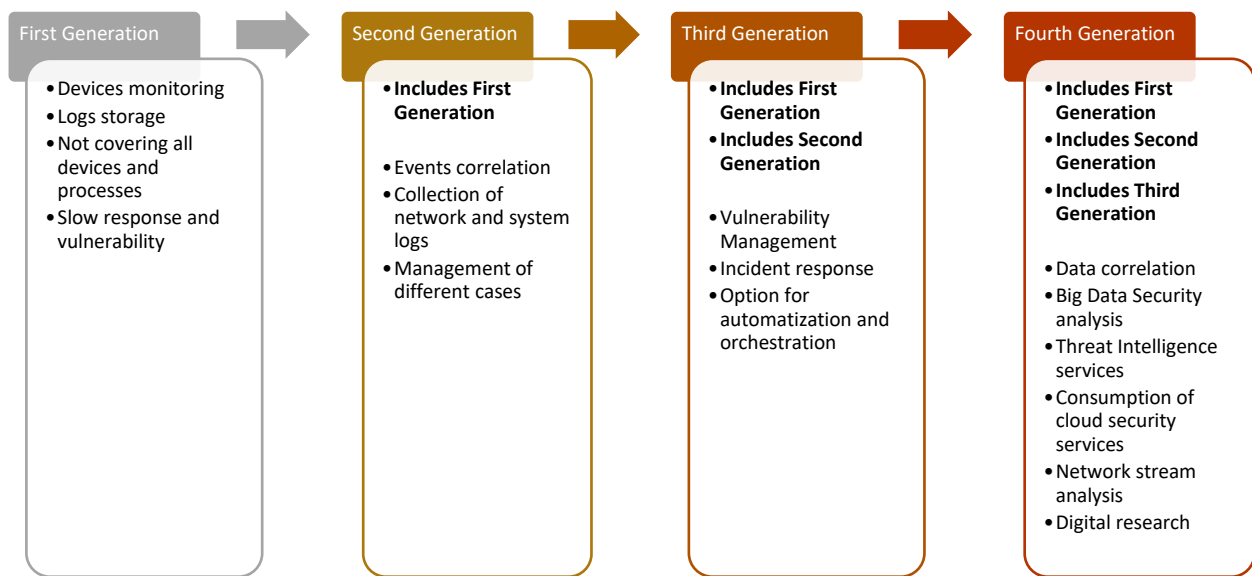 First Generation
• Devices monitoring
• Logs storage
• Not covering all
devices and
processes
• Slow response and
vulnerability
Second Generation
• Includes First
Generation
• Events correlation
• Collection of
network and system
logs
• Management of
different cases
Third Generation
• Includes First
Generation
• Includes Second
Generation
• Vulnerability
Management
• Incident response
• Option for
automatization and
orchestration
Fourth Generation
• Includes First
Generation
• Includes Second
Generation
• Includes Third
Generation
• Data correlation
• Big Data Security
analysis
• Threat Intelligence
services
• Consumption of
cloud security
services
• Network stream
analysis
• Digital research